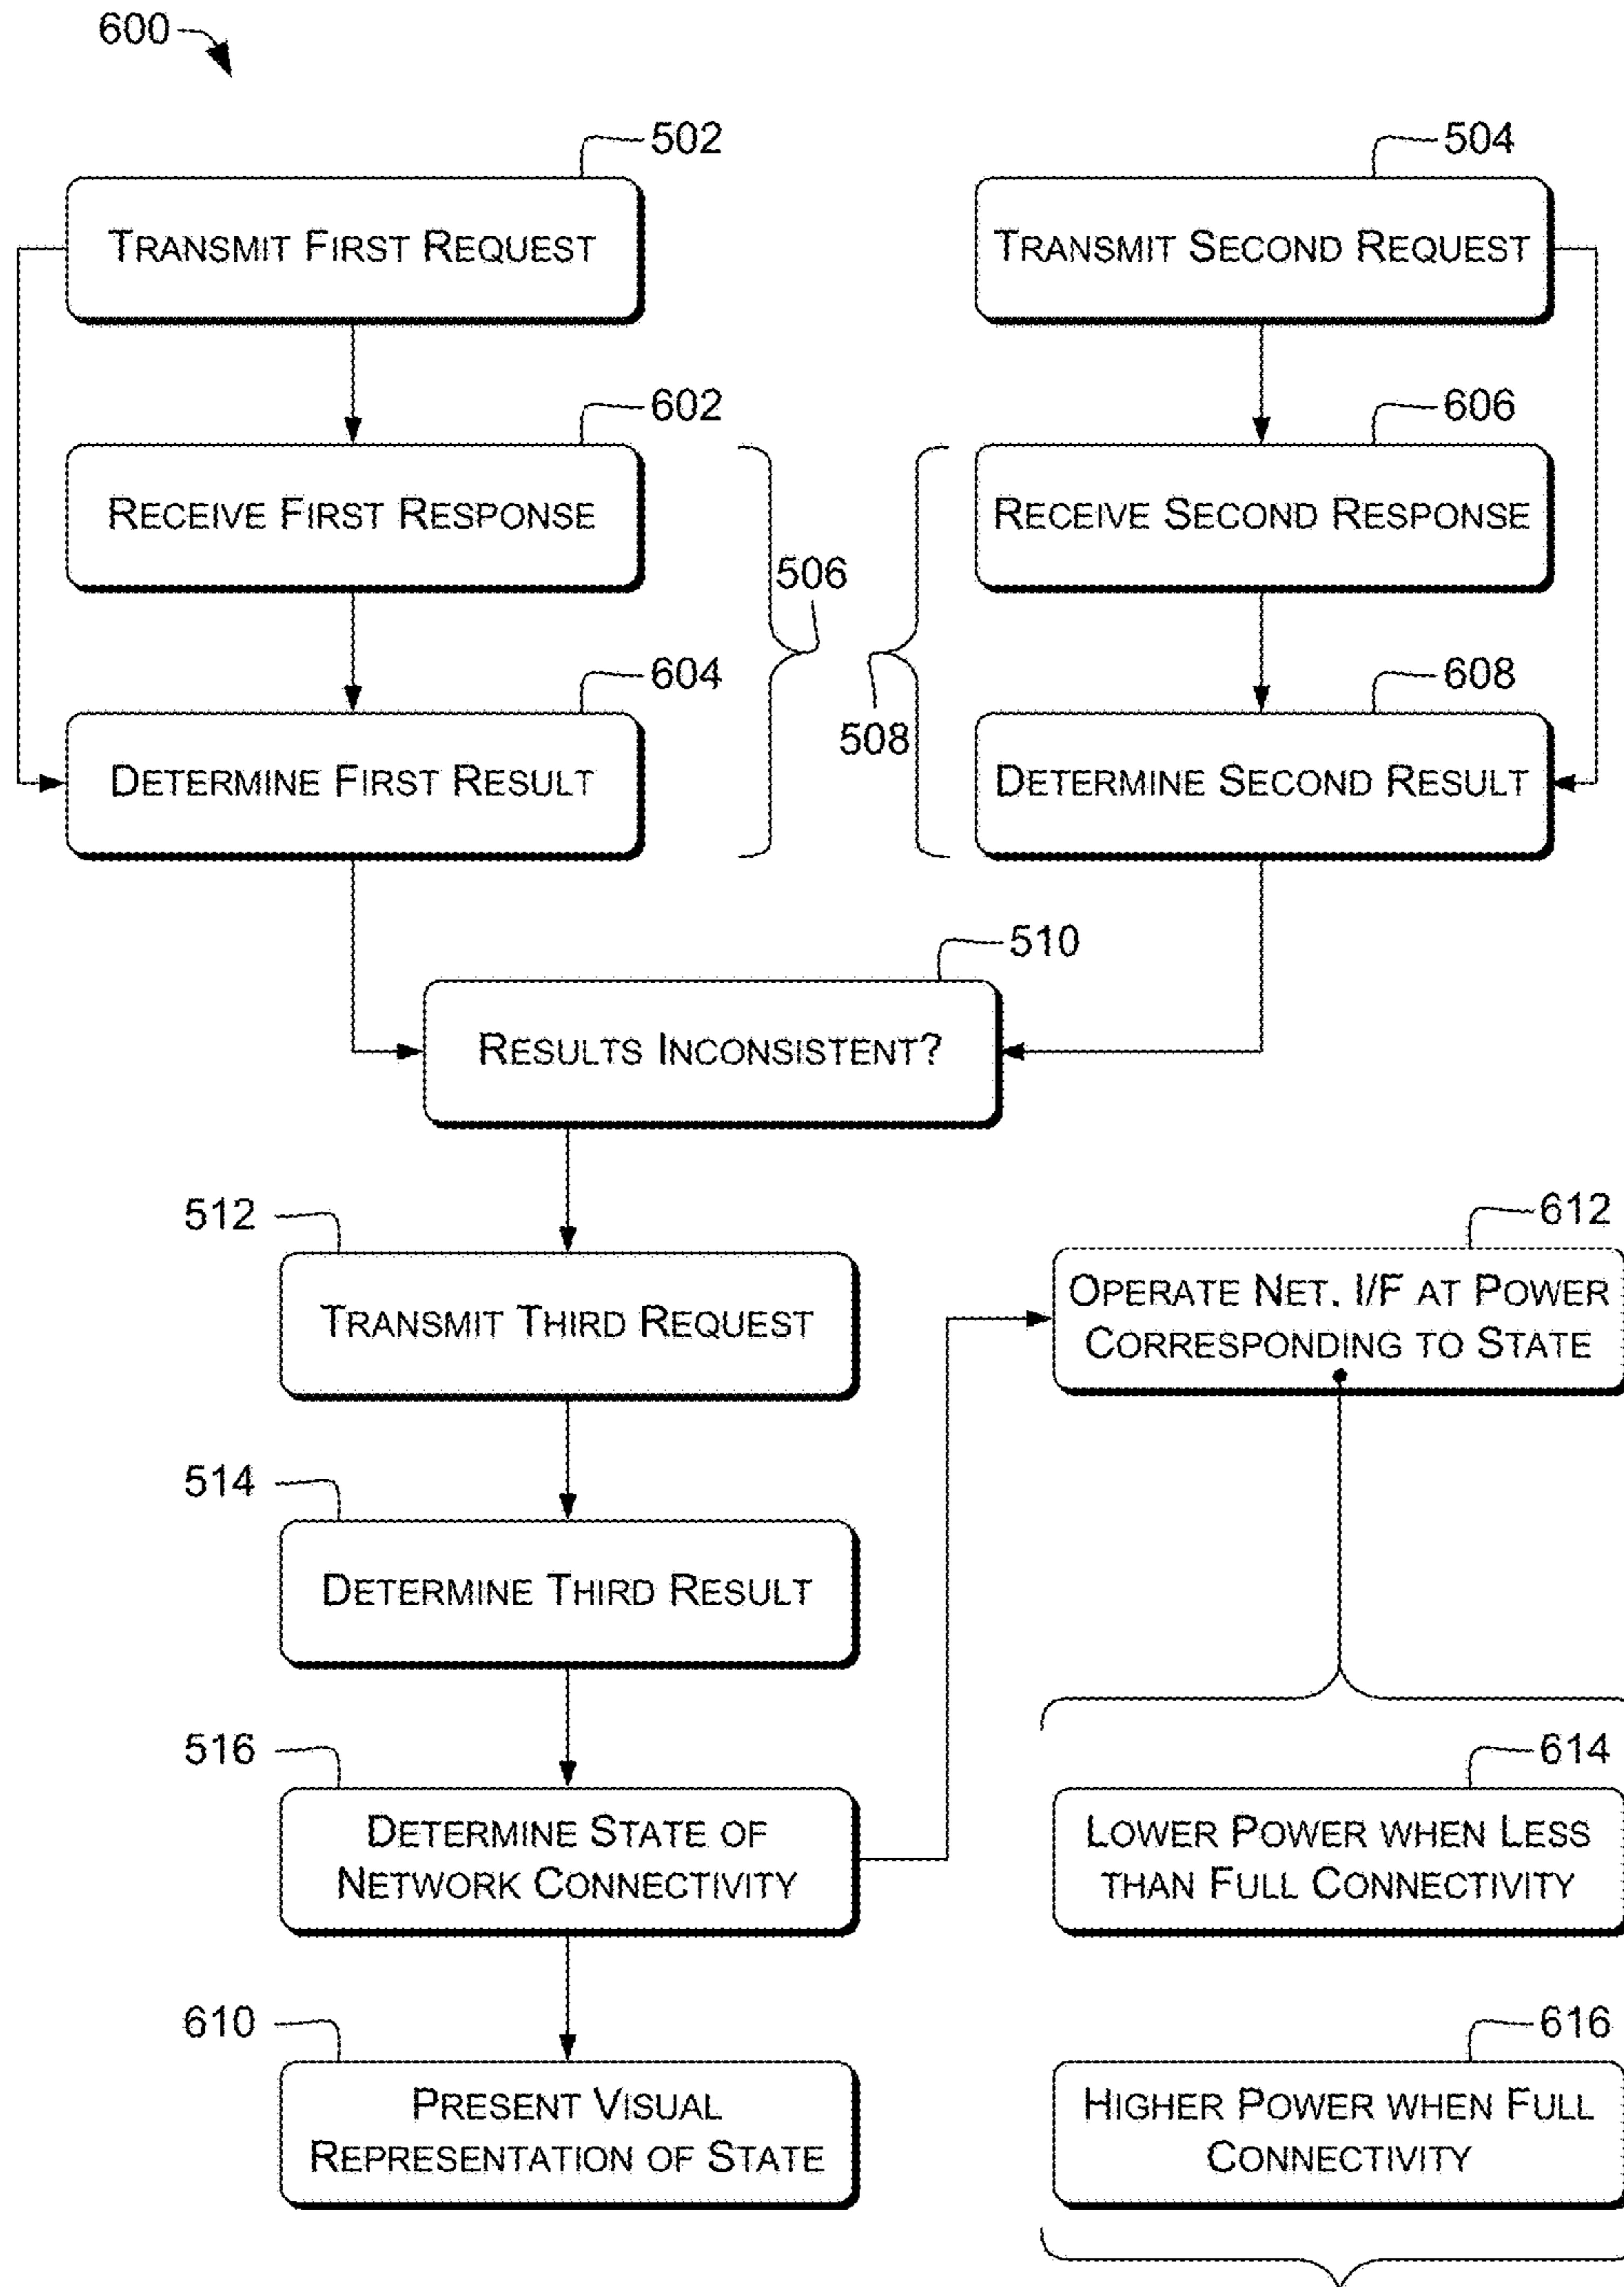 600
502
504
TRANSMIT FIRST REQUEST
TRANSMIT SECOND REQUEST
602
606
RECEIVE FIRST RESPONSE
RECEIVE SECOND RESPONSE
506
604
608
508
DETERMINE FIRST RESULT
DETERMINE SECOND RESULT
510
RESULTS INCONSISTENT?
512
612
TRANSMIT THIRD REQUEST
OPERATE NET. I/F AT POWER
CORRESPONDING TO STATE
514
DETERMINE THIRD RESULT
516
614
DETERMINE STATE OF
NETWORK CONNECTIVITY
LOWER POWER WHEN LESS
THAN FULL CONNECTIVITY
610
616
PRESENT VISUAL
REPRESENTATION OF STATE
HIGHER POWER WHEN FULL
CONNECTIVITY